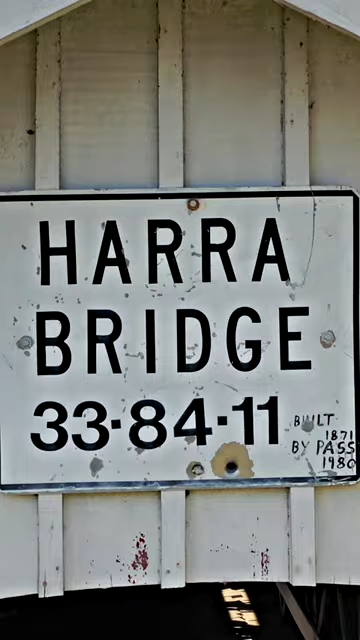 HARRA
BRIDGE
33·84·11
BUILT
1871
BY PASS
1980